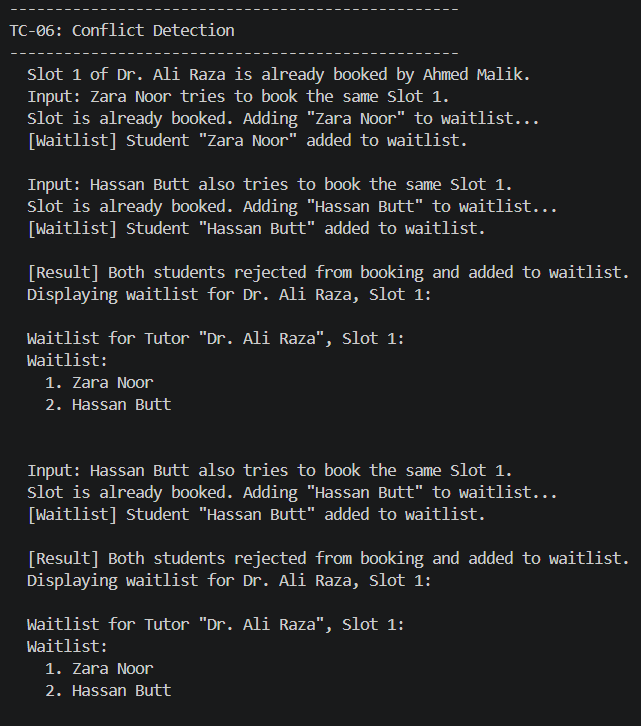 --------------------------------------------------
TC-06: Conflict Detection
--------------------------------------------------
  Slot 1 of Dr. Ali Raza is already booked by Ahmed Malik.
  Input: Zara Noor tries to book the same Slot 1.
  Slot is already booked. Adding "Zara Noor" to waitlist...
  [Waitlist] Student "Zara Noor" added to waitlist.

  Input: Hassan Butt also tries to book the same Slot 1.
  Slot is already booked. Adding "Hassan Butt" to waitlist...
  [Waitlist] Student "Hassan Butt" added to waitlist.

  [Result] Both students rejected from booking and added to waitlist.
  Displaying waitlist for Dr. Ali Raza, Slot 1:

  Waitlist for Tutor "Dr. Ali Raza", Slot 1:
  Waitlist:
    1. Zara Noor
    2. Hassan Butt


  Input: Hassan Butt also tries to book the same Slot 1.
  Slot is already booked. Adding "Hassan Butt" to waitlist...
  [Waitlist] Student "Hassan Butt" added to waitlist.

  [Result] Both students rejected from booking and added to waitlist.
  Displaying waitlist for Dr. Ali Raza, Slot 1:

  Waitlist for Tutor "Dr. Ali Raza", Slot 1:
  Waitlist:
    1. Zara Noor
    2. Hassan Butt